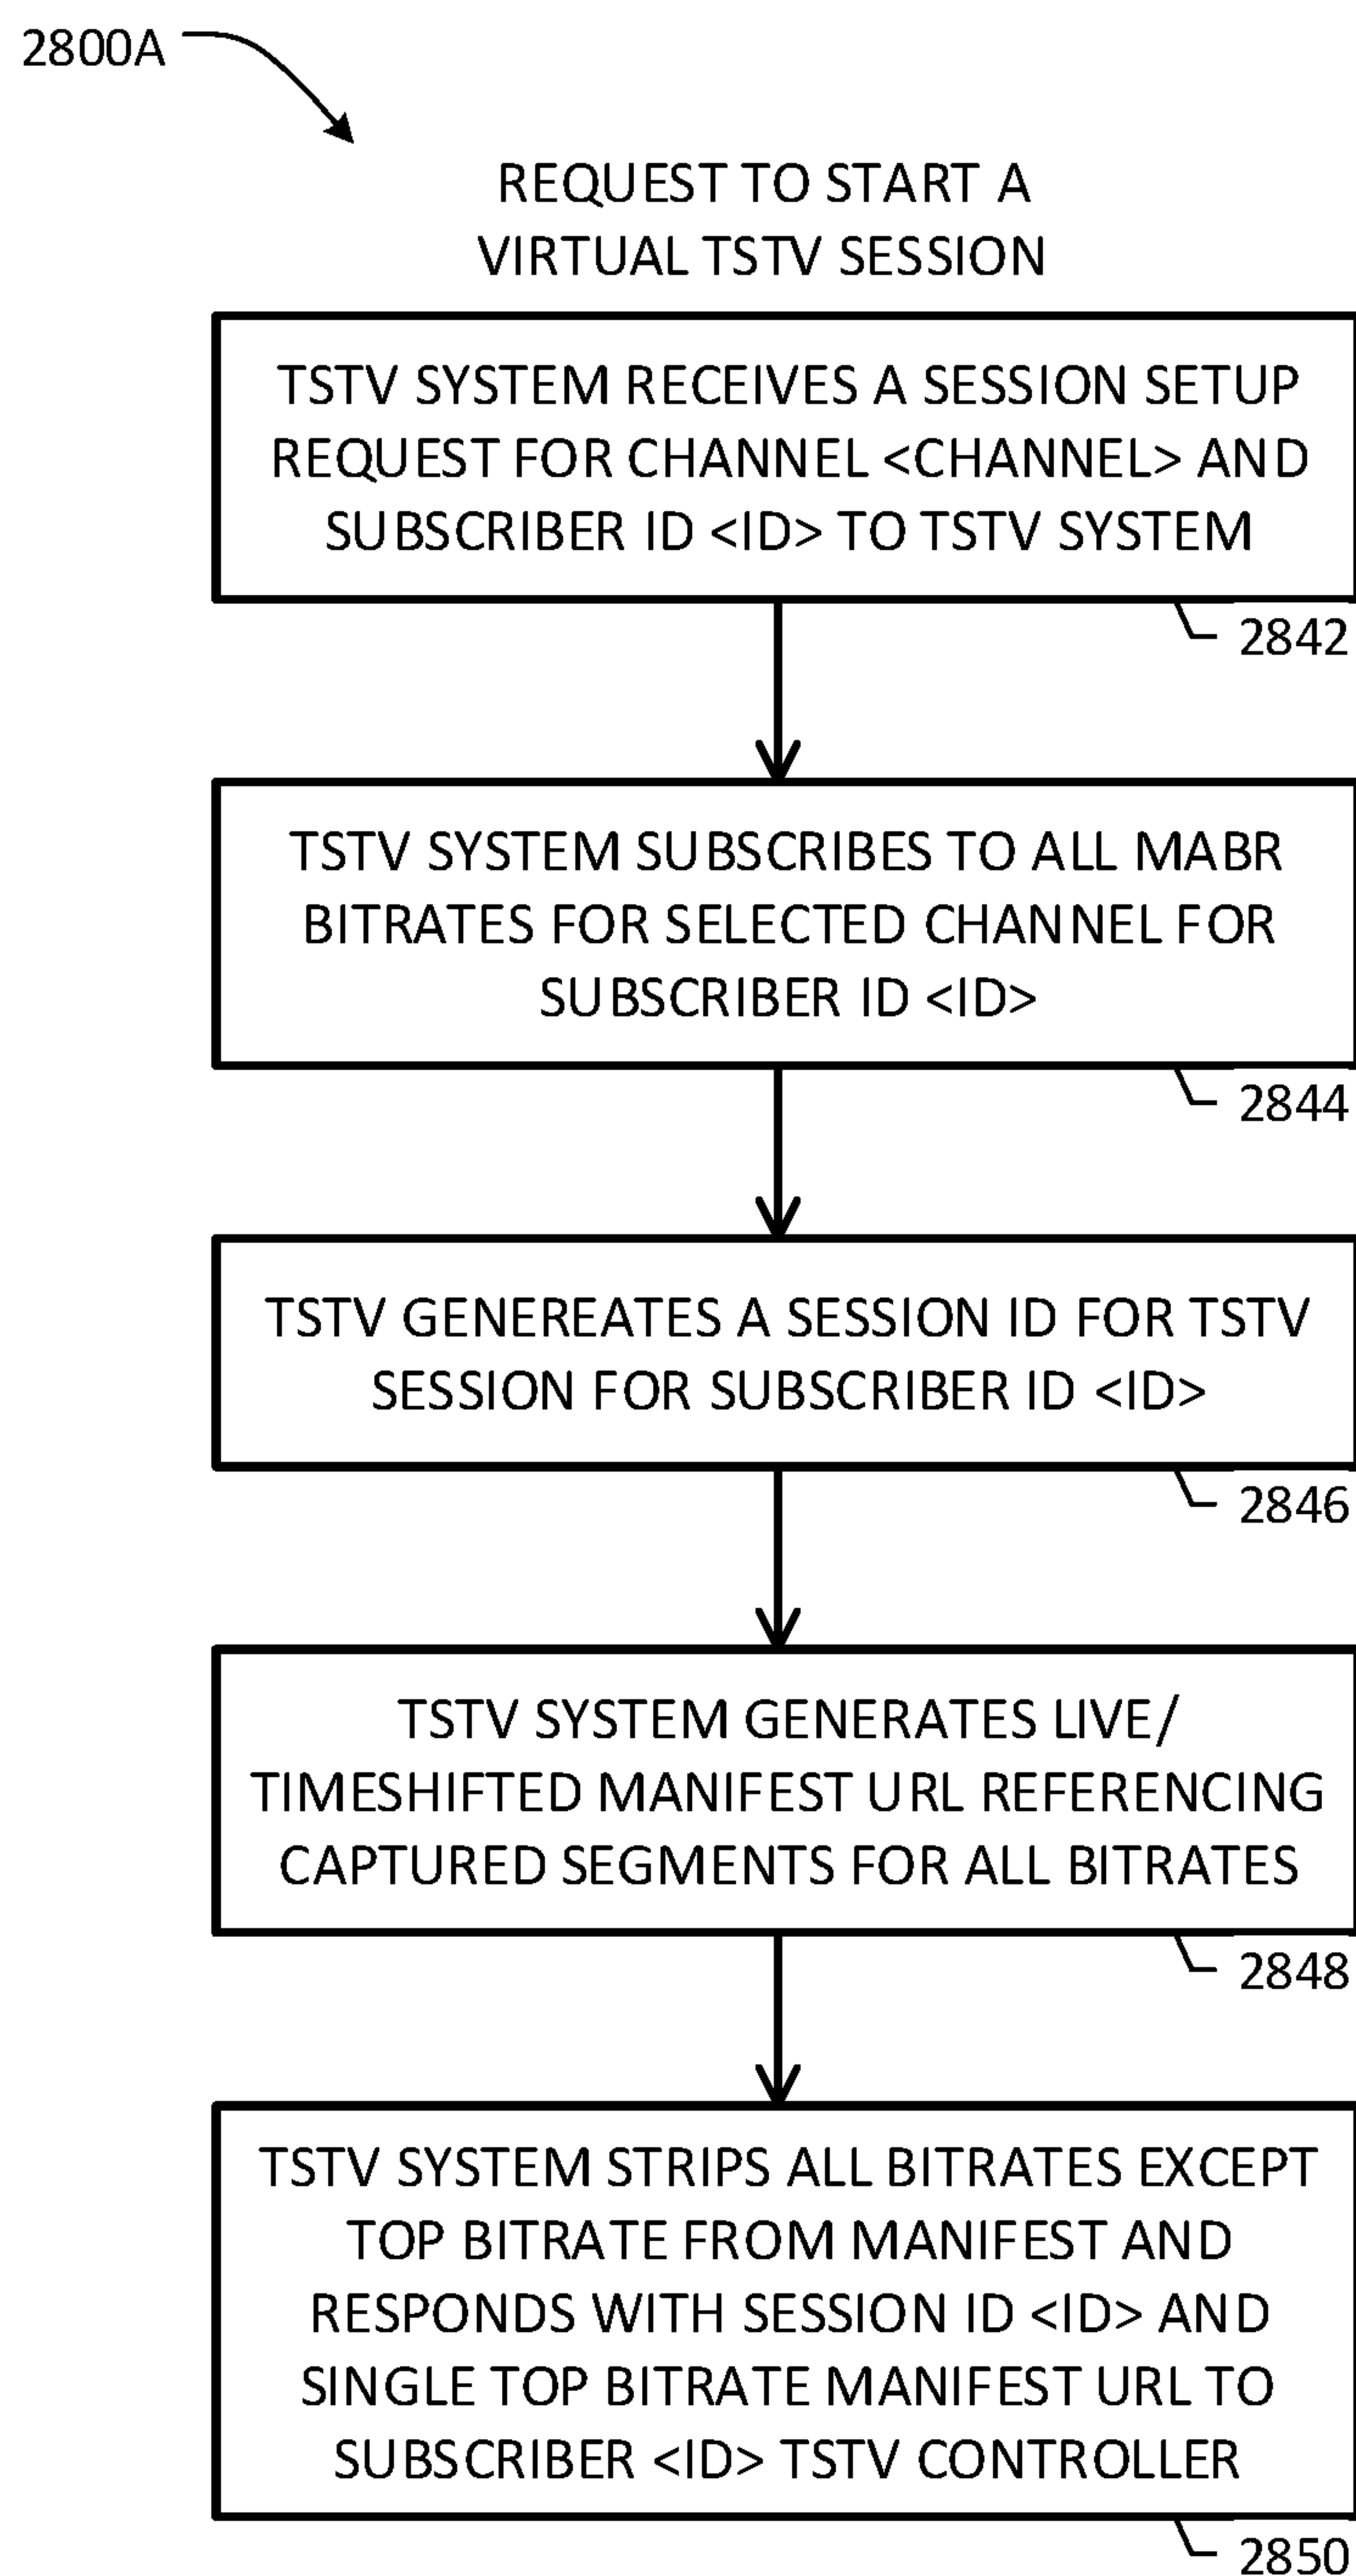 2800A
REQUEST TO START A
VIRTUAL TSTV SESSION
TSTV SYSTEM RECEIVES A SESSION SETUP
REQUEST FOR CHANNEL <CHANNEL> AND
SUBSCRIBER ID <ID> TO TSTV SYSTEM
2842
TSTV SYSTEM SUBSCRIBES TO ALL MABR
BITRATES FOR SELECTED CHANNEL FOR
SUBSCRIBER ID <ID>
2844
TSTV GENEREATES A SESSION ID FOR TSTV
SESSION FOR SUBSCRIBER ID <ID>
2846
TSTV SYSTEM GENERATES LIVE/
TIMESHIFTED MANIFEST URL REFERENCING
CAPTURED SEGMENTS FOR ALL BITRATES
2848
TSTV SYSTEM STRIPS ALL BITRATES EXCEPT
TOP BITRATE FROM MANIFEST AND
RESPONDS WITH SESSION ID <ID> AND
SINGLE TOP BITRATE MANIFEST URL TO
SUBSCRIBER <ID> TSTV CONTROLLER
2850